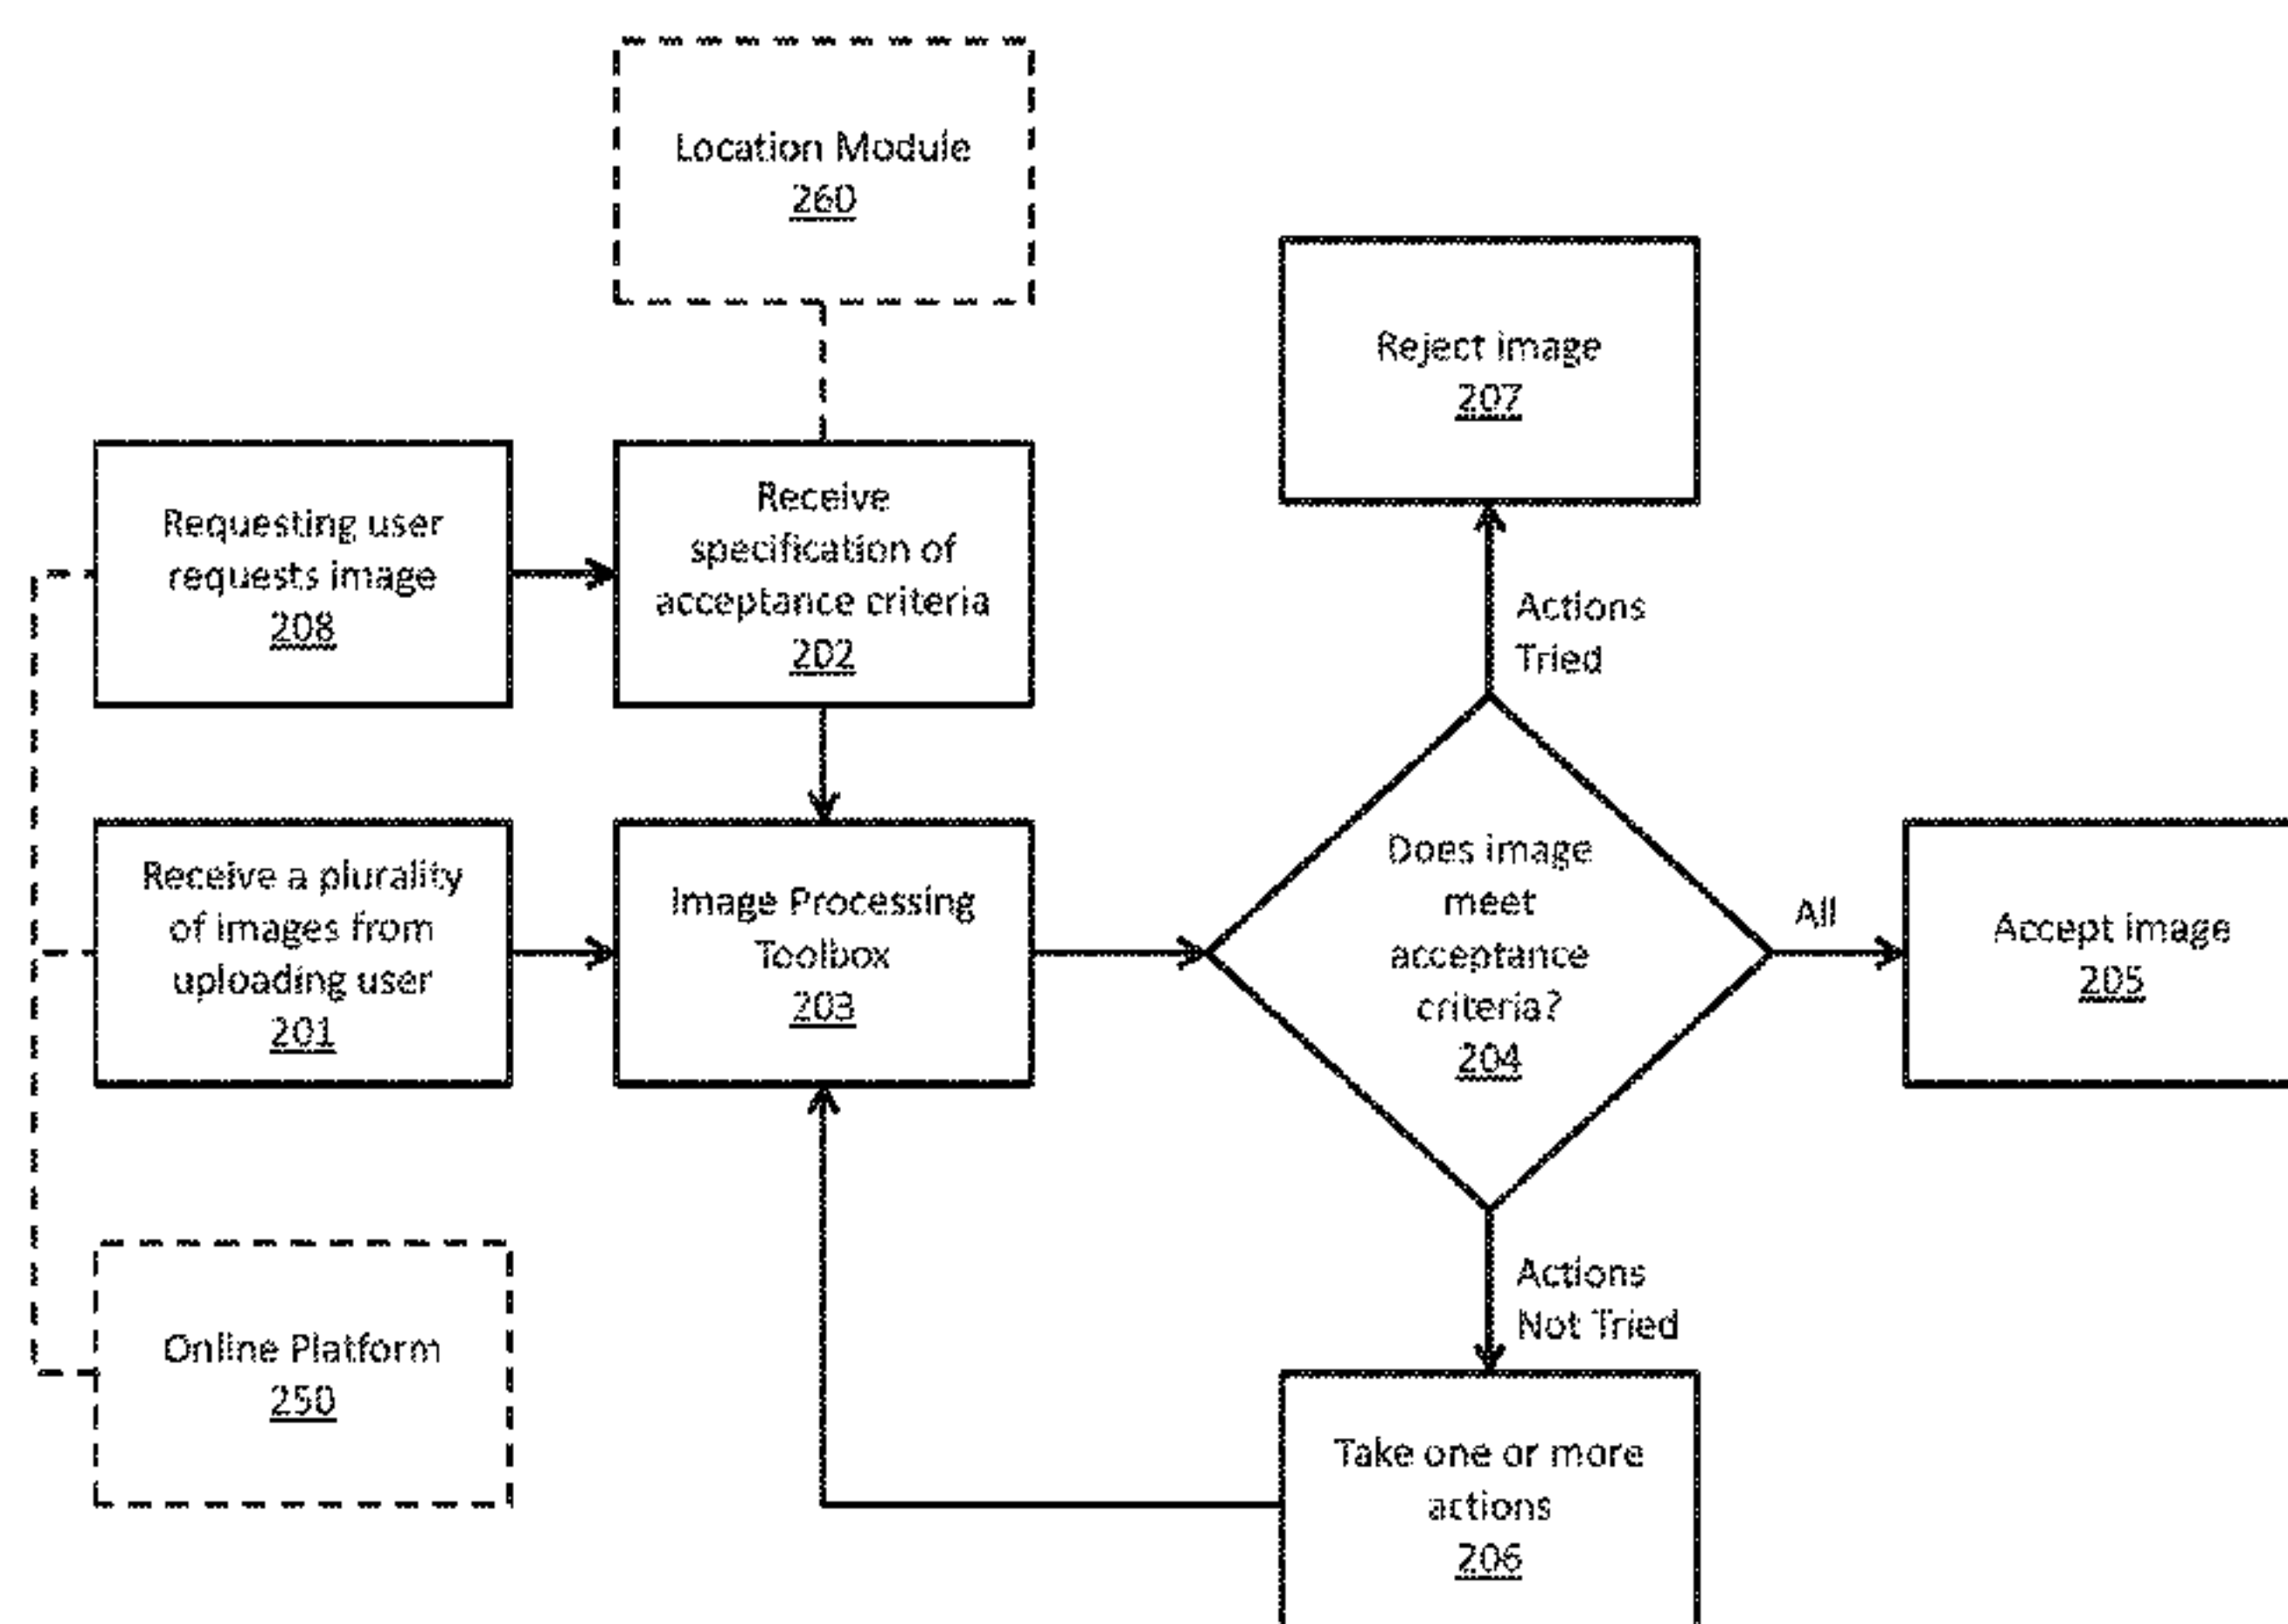 Location Module
260
Reject image
207
Requesting user
requests image
208
Receive
specification of
acceptance criteria
202
Actions
Tried
Receive a plurality
of images from
uploading user
201
Image Processing
Toolbox
203
Does image
meet
acceptance
criteria?
204
All
Accept image
205
Online Platform
250
Actions
Not Tried
Take one or more
actions
206